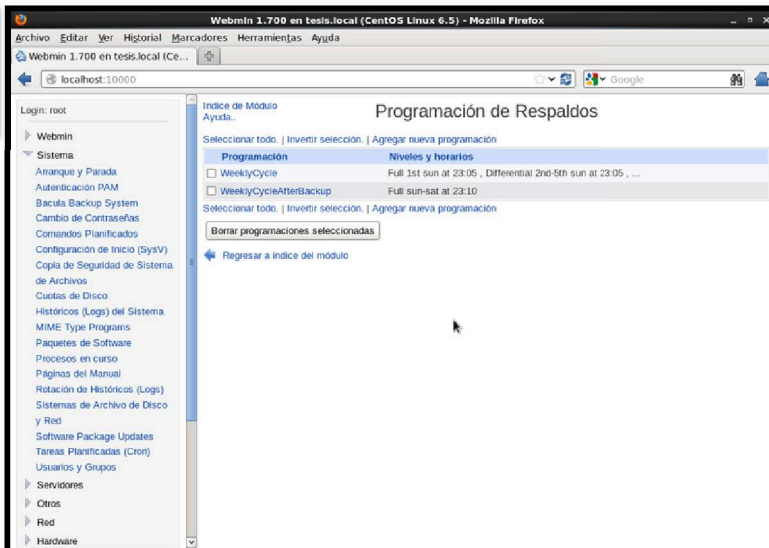 Webmin 1.700 en tesis.local (CentOS Linux 6.5) - Mozilla Firefox
Archivo Editar Ver Historial Marcadores Herramientas Ayuda
Webmin 1.700 en tesis.local (Ce...
localhost:10000
Google
Login: root
Webmin
Sistema
Arranque y Parada
Autenticación PAM
Bacula Backup System
Cambio de Contraseñas
Comandos Planificados
Configuración de Inicio (SysV)
Copia de Seguridad de Sistema
de Archivos
Cuotas de Disco
Históricos (Logs) del Sistema
MIME Type Programs
Paquetes de Software
Procesos en curso
Páginas del Manual
Rotación de Históricos (Logs)
Sistemas de Archivo de Disco
y Red
Software Package Updates
Tareas Planificadas (Cron)
Usuarios y Grupos
Servidores
Otros
Red
Hardware
Indice de Módulo
Ayuda..
Programación de Respaldos
Seleccionar todo. | Invertir selección. | Agregar nueva programación
Programación Niveles y horarios
WeeklyCycle Full 1st sun at 23:05 , Differential 2nd-5th sun at 23:05 , ...
WeeklyCycleAfterBackup Full sun-sat at 23:10
Seleccionar todo. | Invertir selección. | Agregar nueva programación
Borrar programaciones seleccionadas
Regresar a indice del módulo